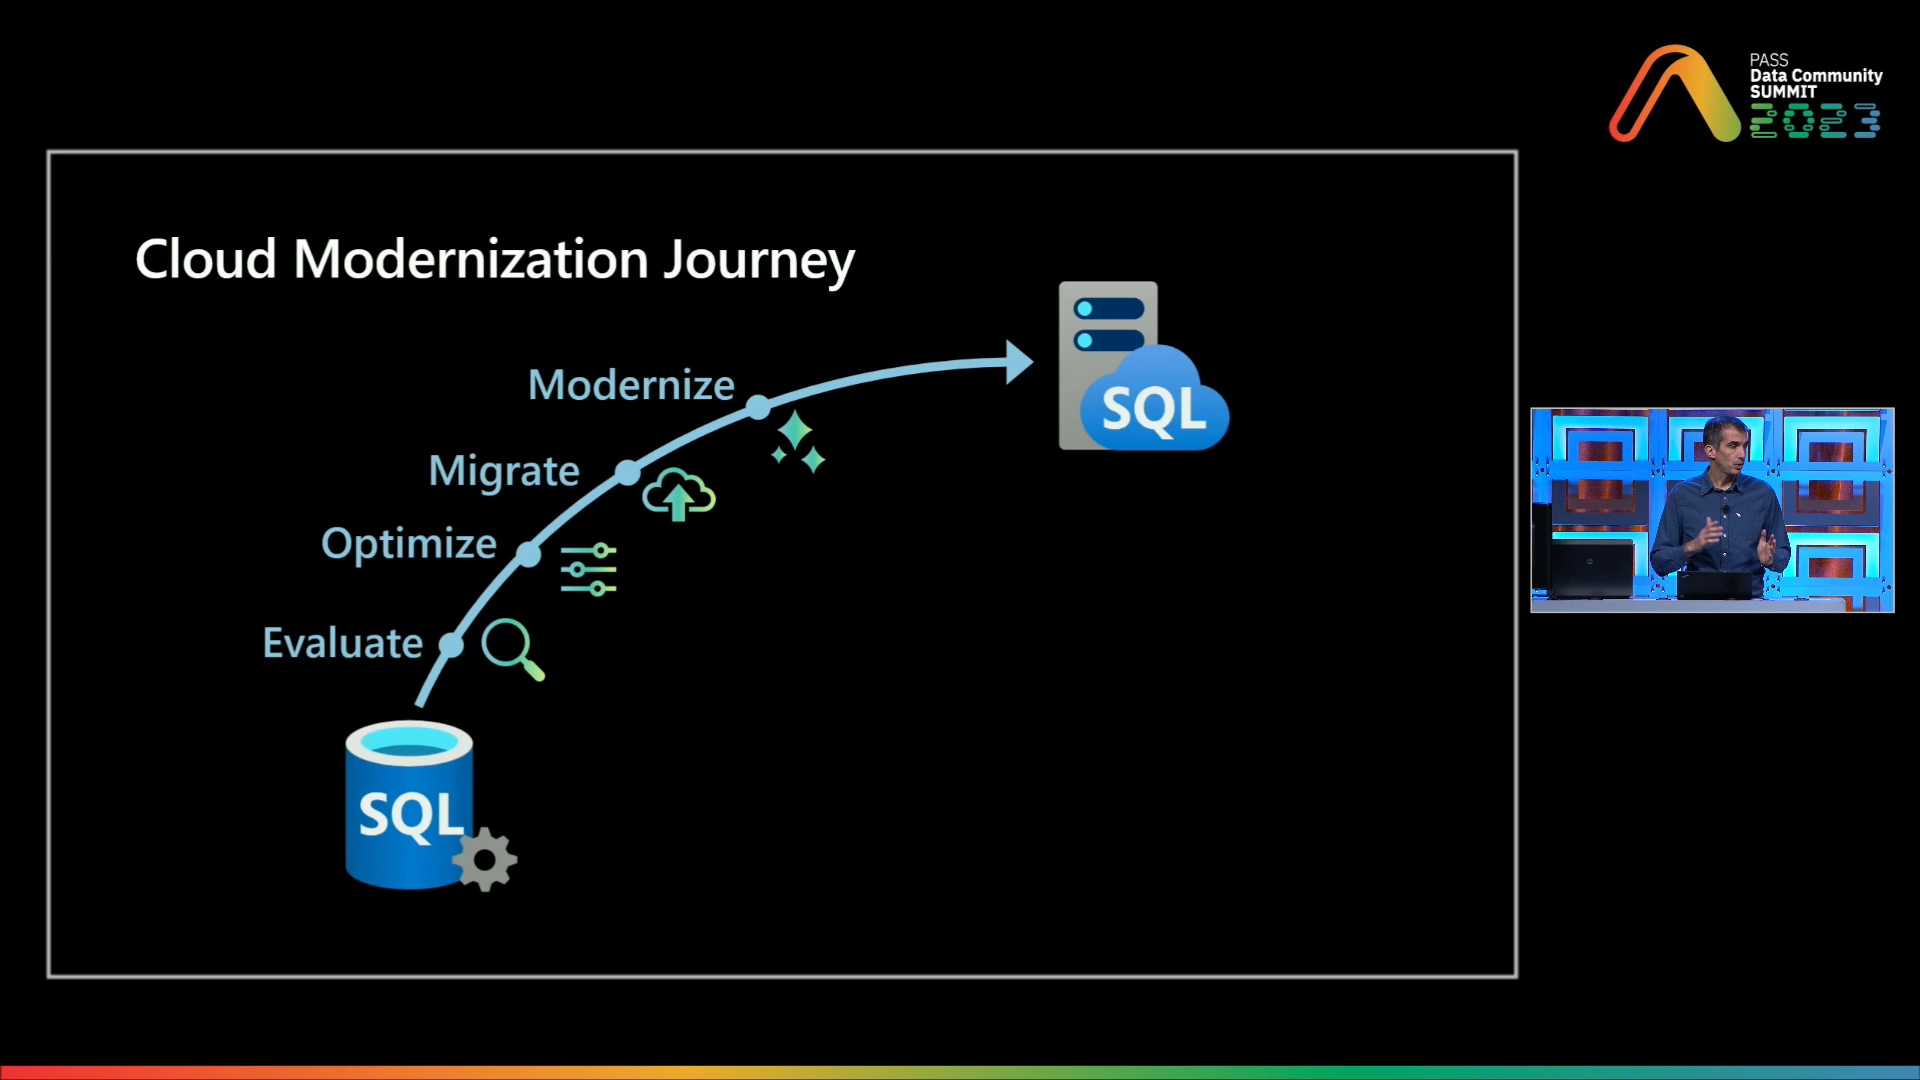 PASS
Data Community
SUMMIT
2023
Cloud Modernization Journey
Modernize
SQL
Migrate
Optimize
Evaluate
SQL